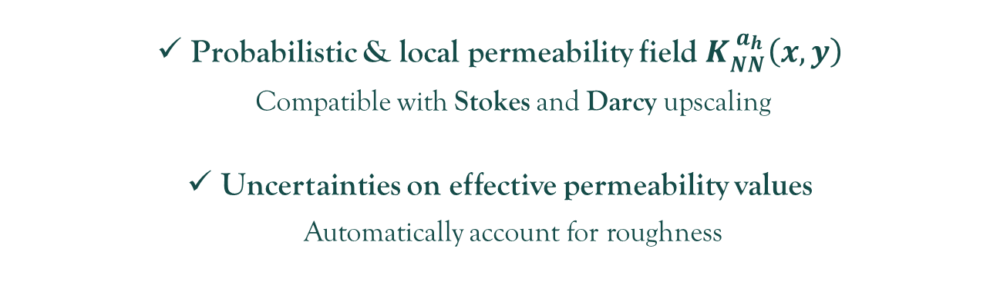 ✓ Probabilistic & local permeability field $K_{NN}^{a_h}(x, y)$
Compatible with Stokes and Darcy upscaling
✓ Uncertainties on effective permeability values
Automatically account for roughness